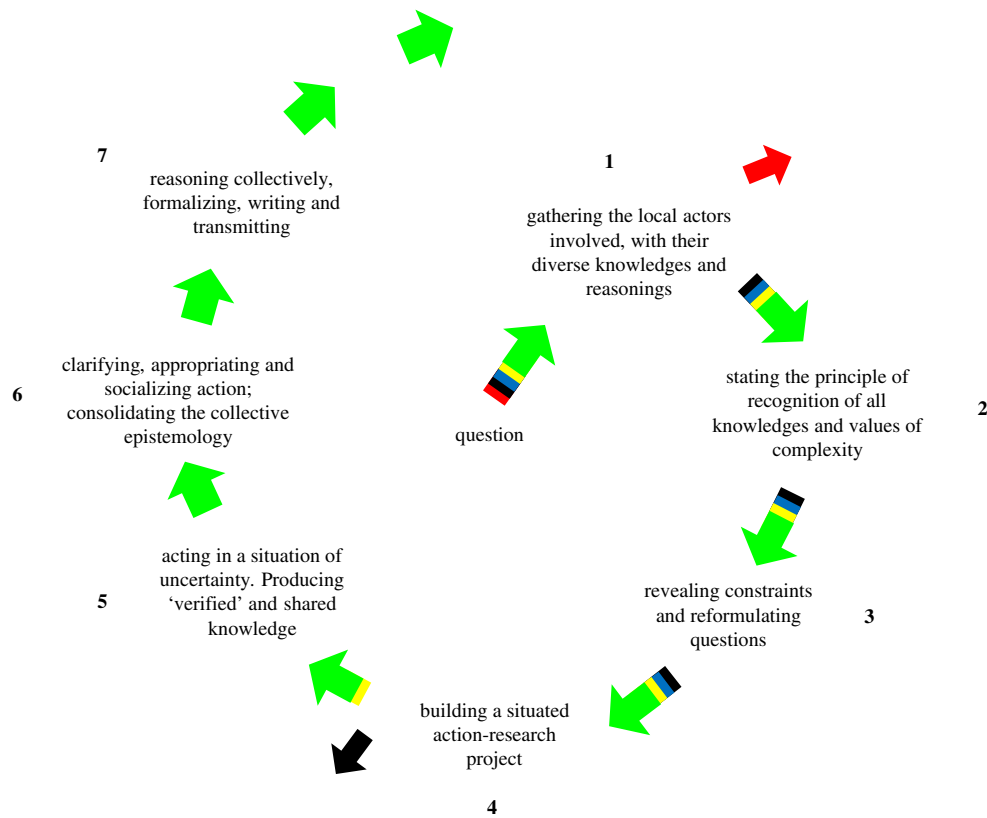 question
1
gathering the local actors
involved, with their
diverse knowledges and
reasonings
stating the principle of
recognition of all
knowledges and values of
complexity
2
revealing constraints
and reformulating
questions
3
building a situated
action-research
project
4
acting in a situation of
uncertainty. Producing
‘verified’ and shared
knowledge
5
clarifying, appropriating and
socializing action;
consolidating the collective
epistemology
6
7
reasoning collectively,
formalizing, writing and
transmitting